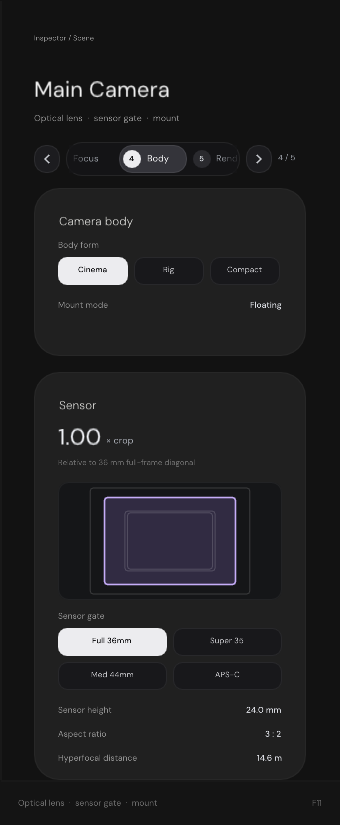 Inspector / Scene
Main Camera
Optical lens · sensor gate · mount
Focus 4 Body 5 Rend 4 / 5
Camera body
Body form
Cinema Rig Compact
Mount mode Floating
Sensor
1.00 × crop
Relative to 36 mm full-frame diagonal
Sensor gate
Full 36mm Super 35
Med 44mm APS-C
Sensor height 24.0 mm
Aspect ratio 3 : 2
Hyperfocal distance 14.6 m
Optical lens · sensor gate · mount F11